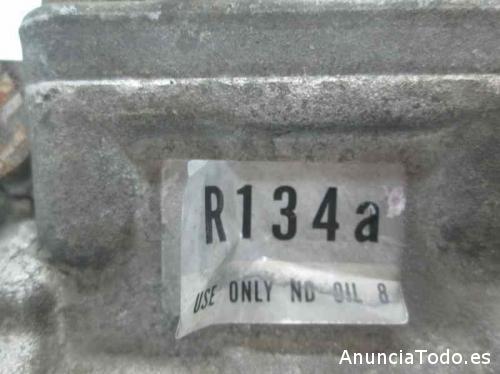 R134a
USE ONLY ND OIL 8
AnunciaTodo.es